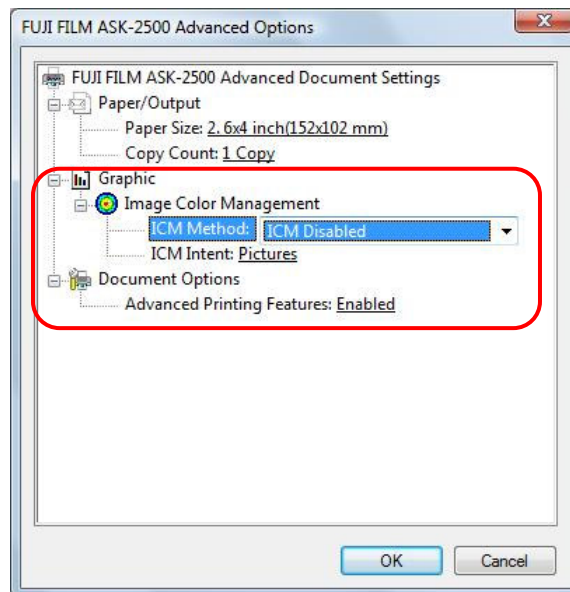 FUJI FILM ASK-2500 Advanced Options
FUJI FILM ASK-2500 Advanced Document Settings
Paper/Output
Paper Size: 2. 6x4 inch(152x102 mm)
Copy Count: 1 Copy
Graphic
Image Color Management
ICM Method: ICM Disabled
ICM Intent: Pictures
Document Options
Advanced Printing Features: Enabled
OK Cancel